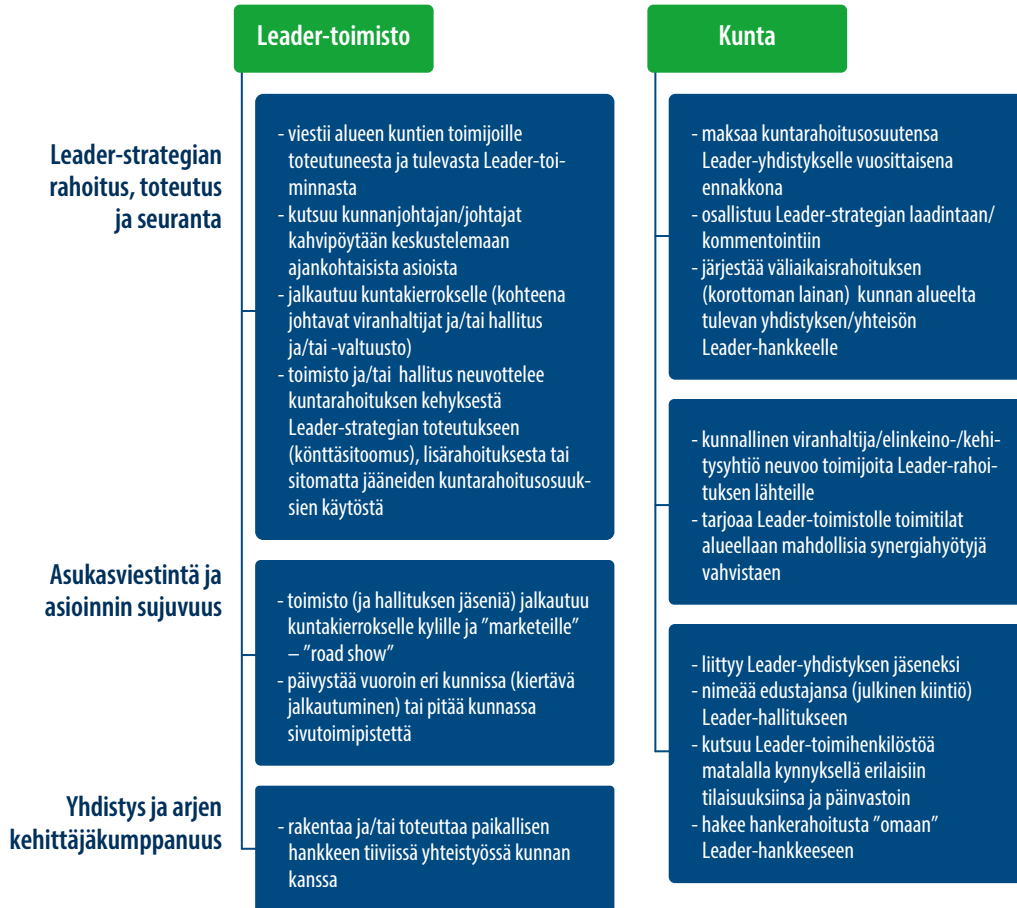 Leader-toimisto
Kunta
Leader-strategian
rahoitus, toteutus
ja seuranta
- viestii alueen kuntien toimijoille
toteutuneesta ja tulevasta Leader-toi-
minnasta
- kutsuu kunnanjohtajan/johtajat
kahvipöytään keskustelemaan
ajankohtaisista asioista
- jalkautuu kuntakierrokselle (kohteena
johtavat viranhaltijat ja/tai hallitus
ja/tai -valtuusto)
- toimisto ja/tai hallitus neuvottelee
kuntarahoituksen kehyksestä
Leader-strategian toteutukseen
(könttäsitoomus), lisärahoituksesta tai
sitomatta jääneiden kuntarahoitusosuuk-
sien käytöstä
- maksaa kuntarahoitusosuutensa
Leader-yhdistykselle vuosittaisena
ennakkona
- osallistuu Leader-strategian laadintaan/
kommentointiin
- järjestää väliaikaisrahoituksen
(korottoman lainan) kunnan alueelta
tulevan yhdistyksen/yhteisön
Leader-hankkeelle
Asukasviestintä ja
asioinnin sujuvuus
- toimisto (ja hallituksen jäseniä) jalkautuu
kuntakierrokselle kylille ja ”marketeille”
– ”road show”
- päivystää vuoroin eri kunnissa (kiertävä
jalkautuminen) tai pitää kunnassa
sivutoimipistettä
- kunnallinen viranhaltija/elinkeino-/kehi-
tysyhtiö neuvoo toimijoita Leader-rahoi-
tuksen lähteille
- tarjoaa Leader-toimistolle toimitilat
alueellaan mahdollisia synergiahyötyjä
vahvistaen
Yhdistys ja arjen
kehittäjäkumppanuus
- rakentaa ja/tai toteuttaa paikallisen
hankkeen tiiviissä yhteistyössä kunnan
kanssa
- liittyy Leader-yhdistyksen jäseneksi
- nimeää edustajansa (julkinen kiintiö)
Leader-hallitukseen
- kutsuu Leader-toimihenkilöstöä
matalalla kynnyksellä erilaisiin
tilaisuuksiinsa ja päinvastoin
- hakee hankerahoitusta ”omaan”
Leader-hankkeeseen